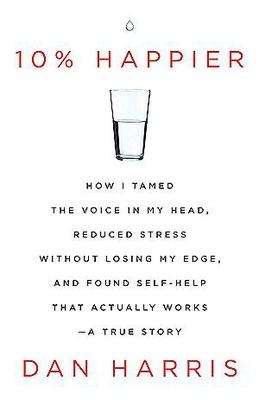 10% HAPPIER
HOW I TAMED
THE VOICE IN MY HEAD,
REDUCED STRESS
WITHOUT LOSING MY EDGE,
AND FOUND SELF-HELP
THAT ACTUALLY WORKS
—A TRUE STORY
DAN HARRIS